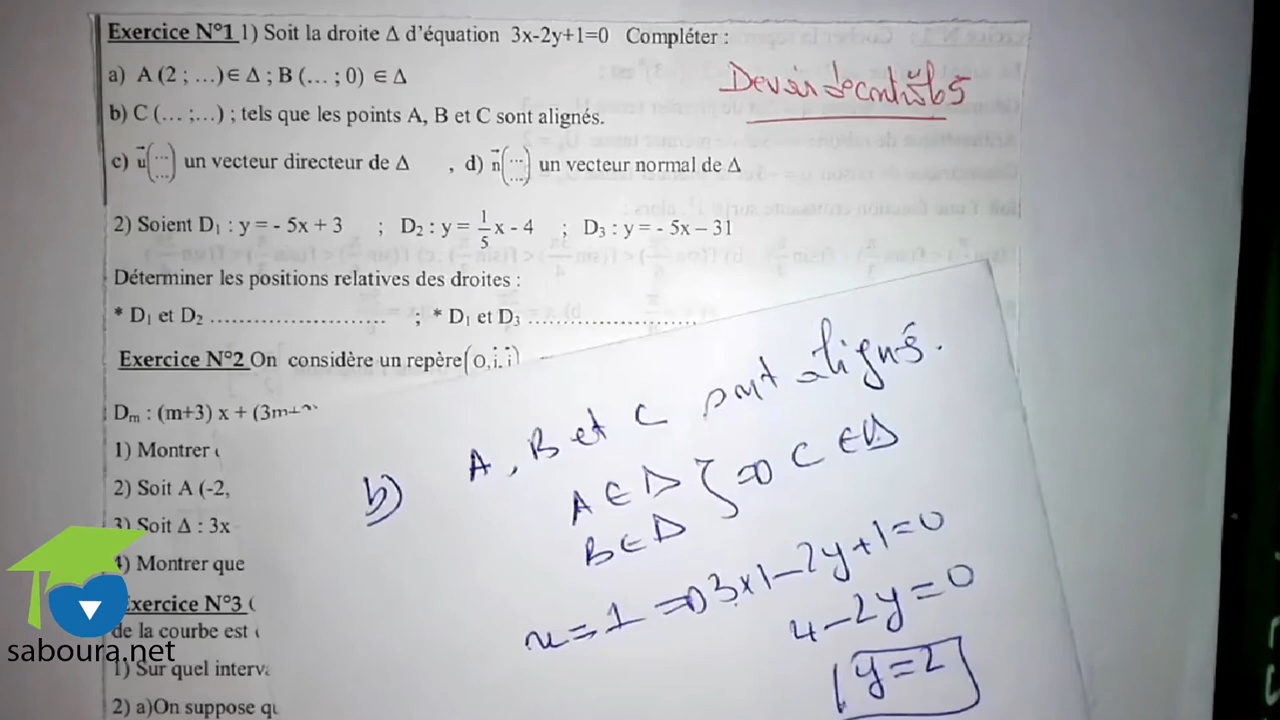 Exercice N°1 1) Soit la droite Δ d'équation 3x-2y+1=0 Compléter :
Devoir de contrôle 5
a) A (2 ; …) ∈ Δ ; B (… ; 0) ∈ Δ
b) C (… ;…) ; tels que les points A, B et C sont alignés.
c) u(... ...) un vecteur directeur de Δ , d) n(... ...) un vecteur normal de Δ
2) Soient D₁ : y = - 5x + 3 ; D₂ : y = 1/5 x - 4 ; D₃ : y = - 5x – 31
Déterminer les positions relatives des droites :
* D₁ et D₂ ........................ ; * D₁ et D₃ ........................
Exercice N°2 On considère un repère (O, i, j)
Dₘ : (m+3) x + (3m+
1) Montrer
2) Soit A (-2,
3) Soit Δ : 3x
4) Montrer que
Exercice N°3 (
de la courbe est
1) Sur quel interva
2) a) On suppose qu
b) A, B et C sont alignés.
A ∈ Δ
B ∈ Δ } ⇒ C ∈ Δ
x = 1 ⇒ 3x1 – 2y + 1 = 0
4 – 2y = 0
y = 2
saboura.net